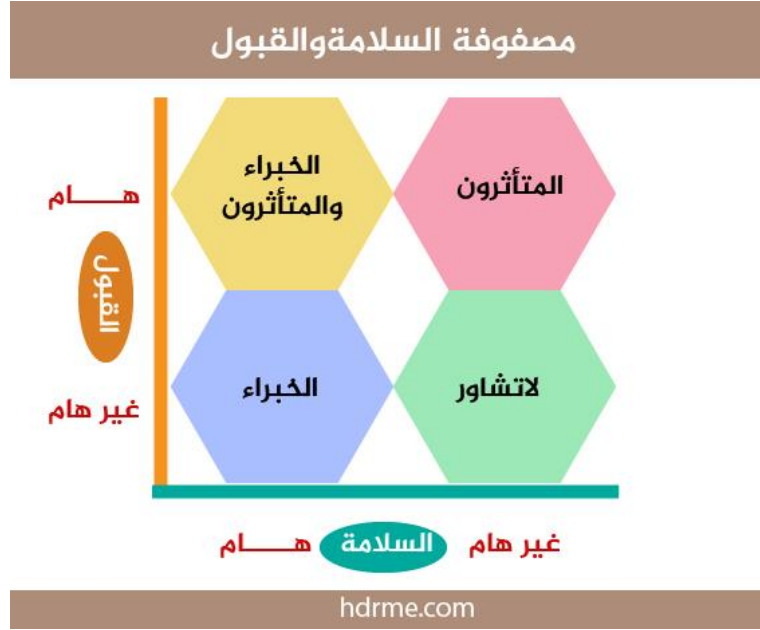 مصفوفة السلامةوالقبول
المتأثرون
الخبراء
والمتأثرون
هـــــام
القبول
لاتشاور
الخبراء
غير هام
غير هام
السلامة
هـــــام
hdrme.com